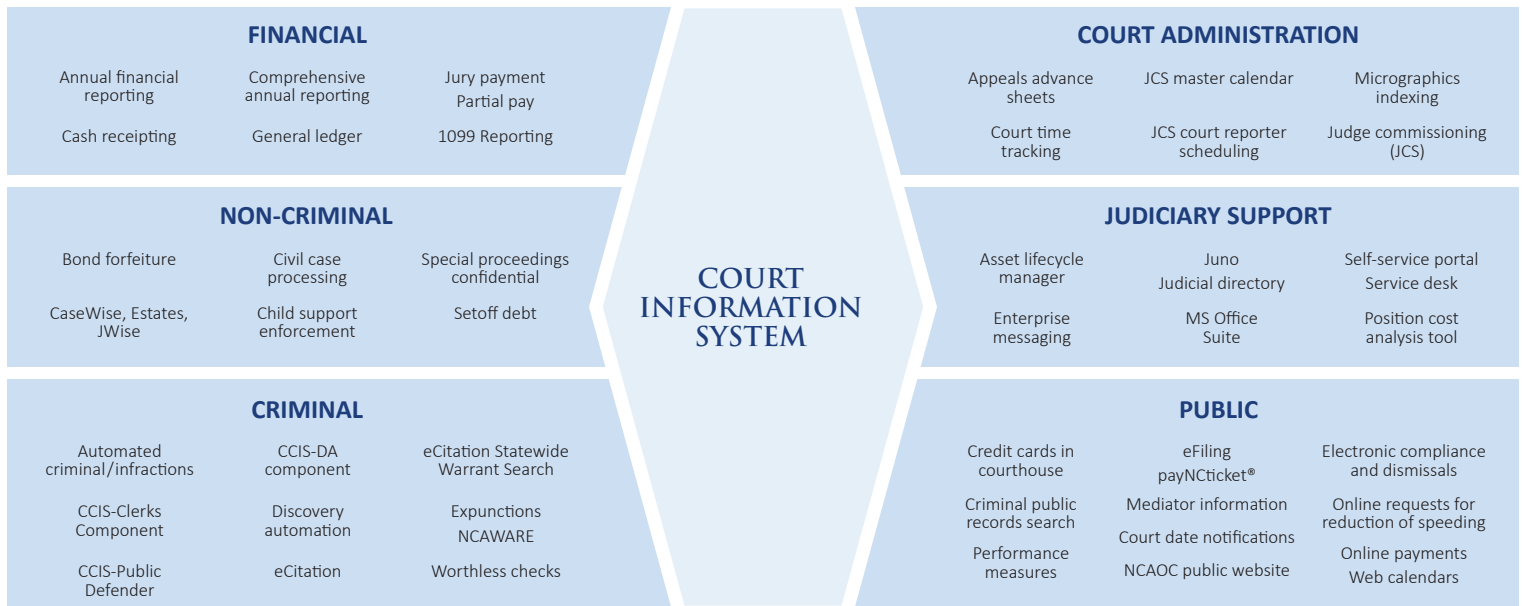 FINANCIAL
Annual financial
reporting
Comprehensive
annual reporting
Jury payment
Partial pay
Cash receipting
General ledger
1099 Reporting
NON-CRIMINAL
Bond forfeiture
Civil case
processing
Special proceedings
confidential
CaseWise, Estates,
JWise
Child support
enforcement
Setoff debt
CRIMINAL
Automated
criminal/infractions
CCIS-DA
component
eCitation Statewide
Warrant Search
CCIS-Clerks
Component
Discovery
automation
Expunctions
NCAWARE
CCIS-Public
Defender
eCitation
Worthless checks
COURT
INFORMATION
SYSTEM
COURT ADMINISTRATION
Appeals advance
sheets
JCS master calendar
Micrographics
indexing
Court time
tracking
JCS court reporter
scheduling
Judge commissioning
(JCS)
JUDICIARY SUPPORT
Asset lifecycle
manager
Juno
Judicial directory
Self-service portal
Service desk
Enterprise
messaging
MS Office
Suite
Position cost
analysis tool
PUBLIC
Credit cards in
courthouse
eFiling
payNCticket®
Electronic compliance
and dismissals
Criminal public
records search
Mediator information
Court date notifications
Online requests for
reduction of speeding
Performance
measures
NCAOC public website
Online payments
Web calendars